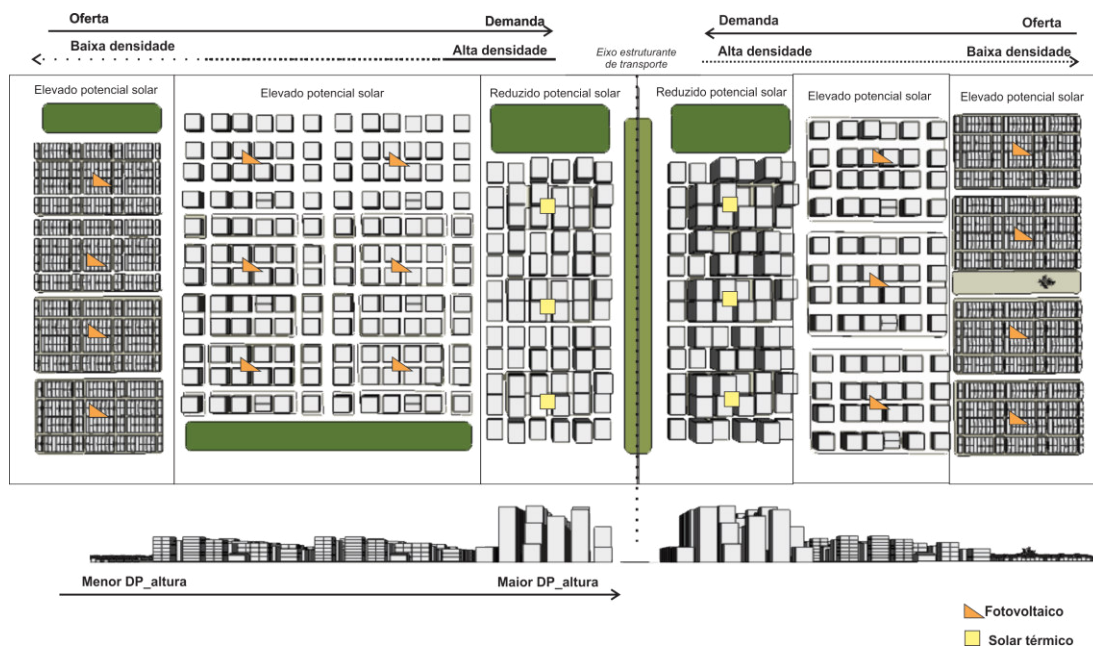 Oferta
Demanda
Demanda
Oferta
Baixa densidade
Alta densidade
Eixo estruturante
de transporte
Alta densidade
Baixa densidade
Elevado potencial solar
Elevado potencial solar
Reduzido potencial solar
Reduzido potencial solar
Elevado potencial solar
Elevado potencial solar
Menor DP_altura
Maior DP_altura
Fotovoltaico
Solar térmico